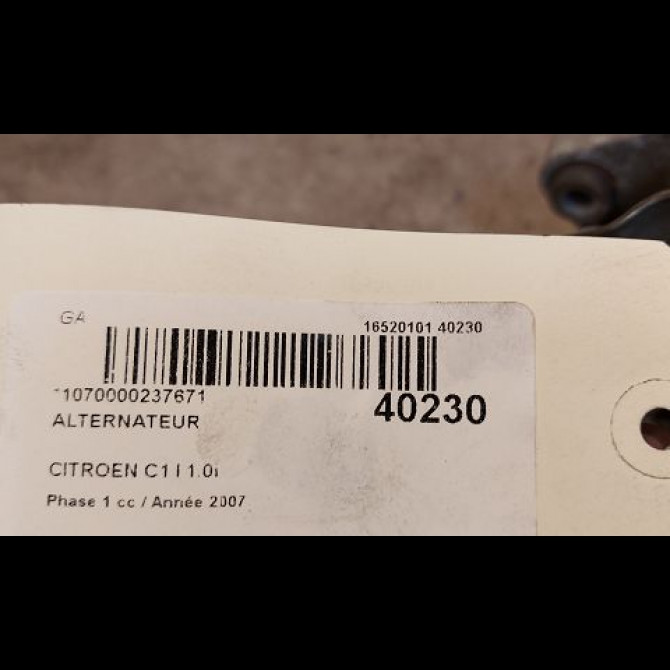 GA 16520101 40230
11070000237671 40230
ALTERNATEUR
CITROEN C1 I 1.0i
Phase 1 cc / Année 2007